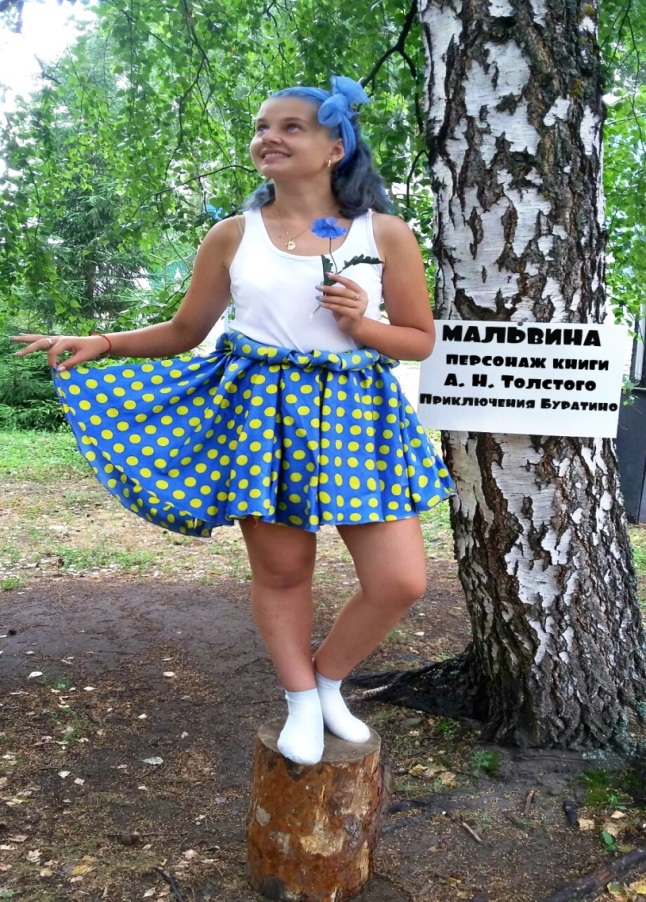 МАЛЬВИНА
ПЕРСОНАЖ КНИГИ
А. Н. Толстого
Приключения Буратино